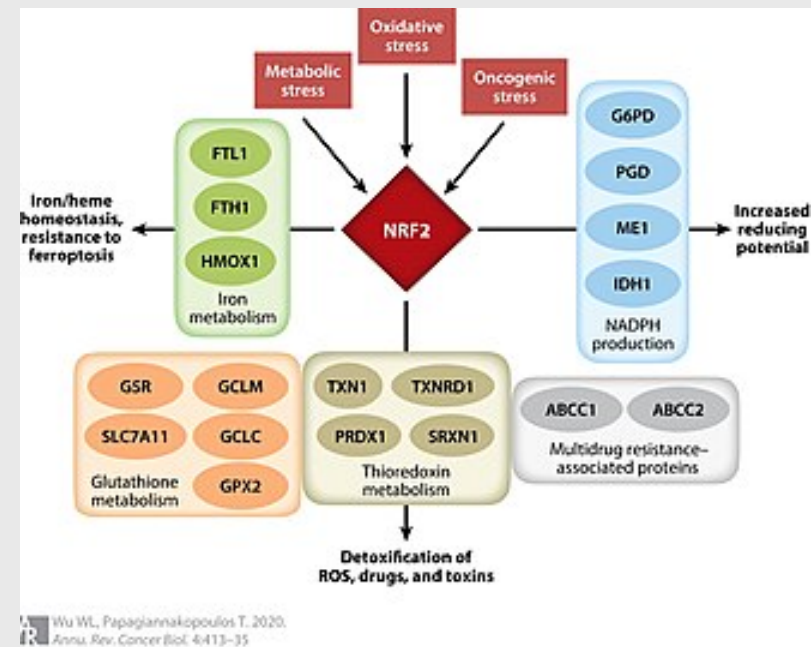 Oxidative
stress
Metabolic
stress
Oncogenic
stress
FTL1
FTH1
HMOX1
Iron
metabolism
Iron/heme
homeostasis,
resistance to
ferroptosis
NRF2
G6PD
PGD
ME1
IDH1
NADPH
production
Increased
reducing
potential
GSR
GCLM
SLC7A11
GCLC
Glutathione
metabolism
GPX2
TXN1
TXNRD1
PRDX1
SRXN1
Thioredoxin
metabolism
ABCC1
ABCC2
Multidrug resistance–
associated proteins
Detoxification of
ROS, drugs, and toxins
Wu WL, Papagiannakopoulos T. 2020.
Annu. Rev. Cancer Biol. 4:413–35